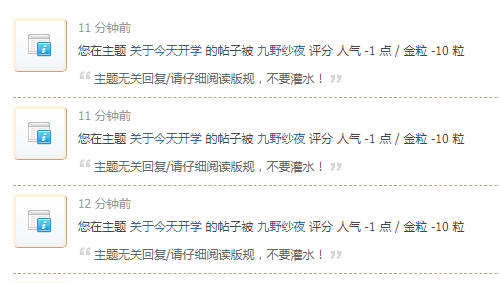 11 分钟前
您在主题 关于今天开学 的帖子被 九野纱夜 评分 人气 -1 点 / 金粒 -10 粒
“ 主题无关回复/请仔细阅读版规，不要灌水！ ”
11 分钟前
您在主题 关于今天开学 的帖子被 九野纱夜 评分 人气 -1 点 / 金粒 -10 粒
“ 主题无关回复/请仔细阅读版规，不要灌水！ ”
12 分钟前
您在主题 关于今天开学 的帖子被 九野纱夜 评分 人气 -1 点 / 金粒 -10 粒
“ 主题无关回复/请仔细阅读版规，不要灌水！ ”